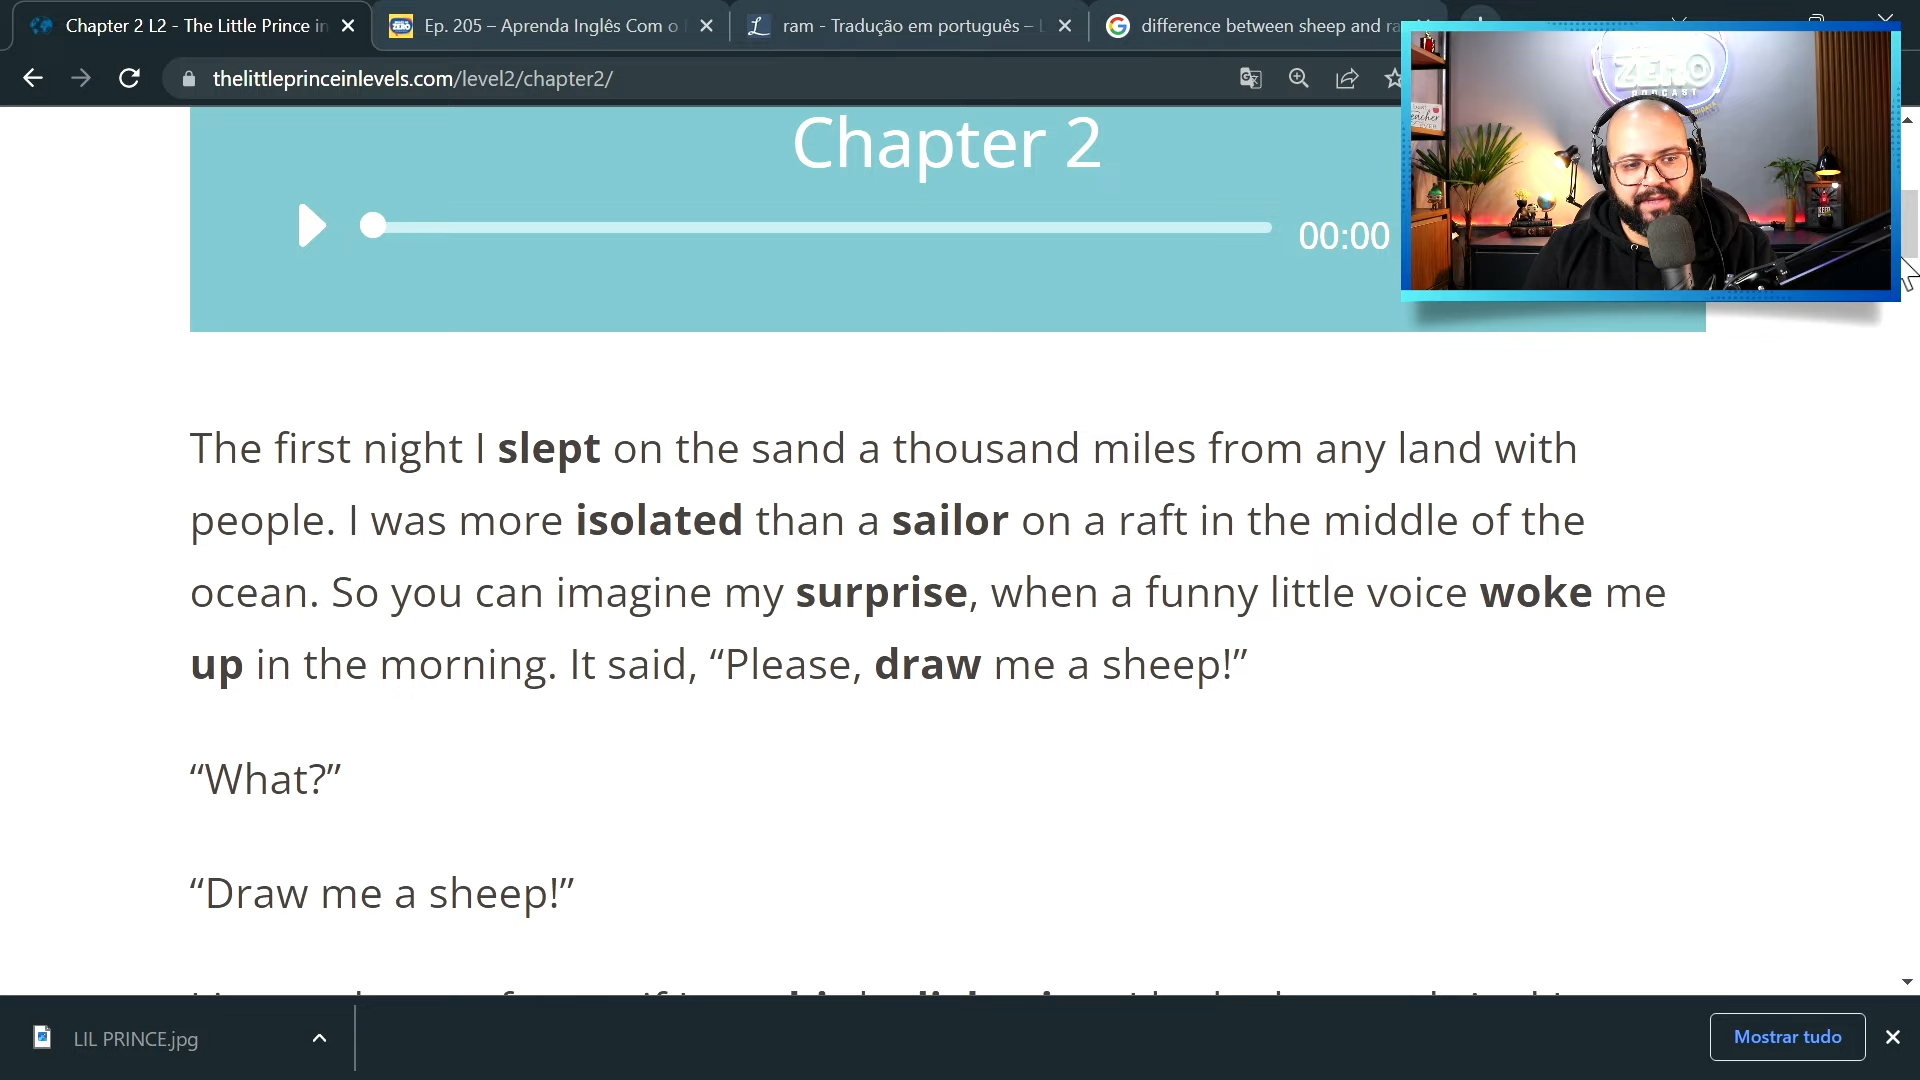 Chapter 2 L2 - The Little Prince in
Ep. 205 – Aprenda Inglês Com o
ram - Tradução em português –
difference between sheep and ra
thelittleprinceinlevels.com/level2/chapter2/
ZERO
PODCAST
Chapter 2
00:00
The first night I slept on the sand a thousand miles from any land with
people. I was more isolated than a sailor on a raft in the middle of the
ocean. So you can imagine my surprise, when a funny little voice woke me
up in the morning. It said, “Please, draw me a sheep!”
“What?”
“Draw me a sheep!”
LIL PRINCE.jpg
Mostrar tudo